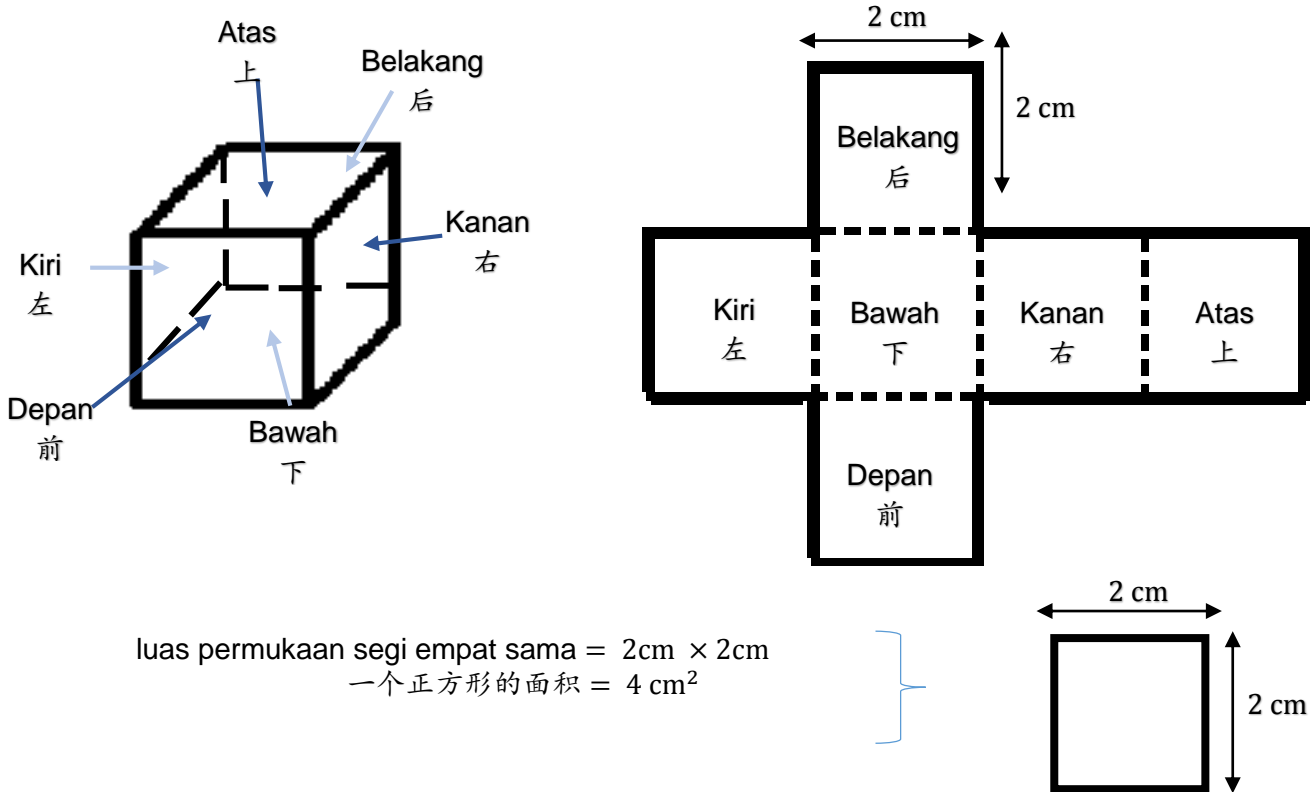 Atas
上
Belakang
后
Kiri
左
Kanan
右
Depan
前
Bawah
下
2 cm
2 cm
Belakang
后
Kiri
左
Bawah
下
Kanan
右
Atas
上
Depan
前
luas permukaan segi empat sama = 2cm × 2cm
一个正方形的面积 = 4 cm²
2 cm
2 cm